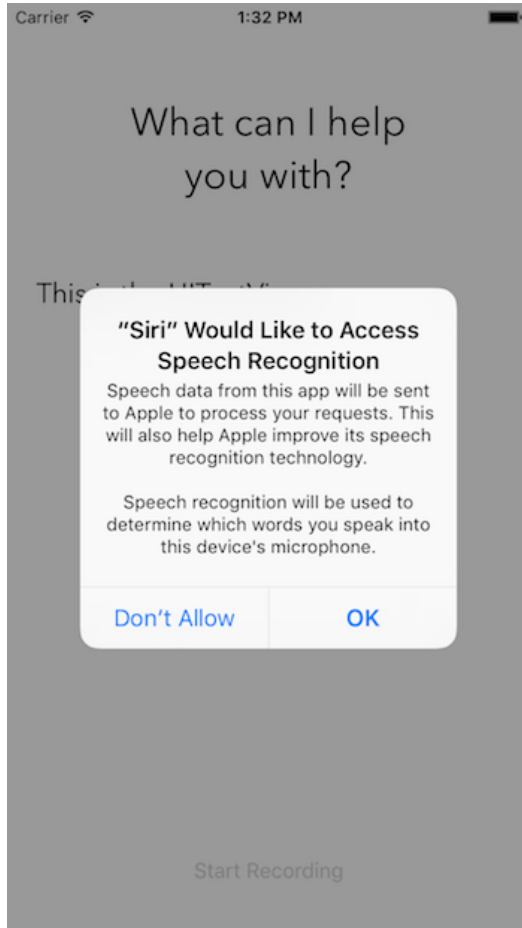 Carrier
1:32 PM
What can I help
you with?
This
“Siri” Would Like to Access
Speech Recognition
Speech data from this app will be sent
to Apple to process your requests. This
will also help Apple improve its speech
recognition technology.
Speech recognition will be used to
determine which words you speak into
this device's microphone.
Don’t Allow
OK
Start Recording